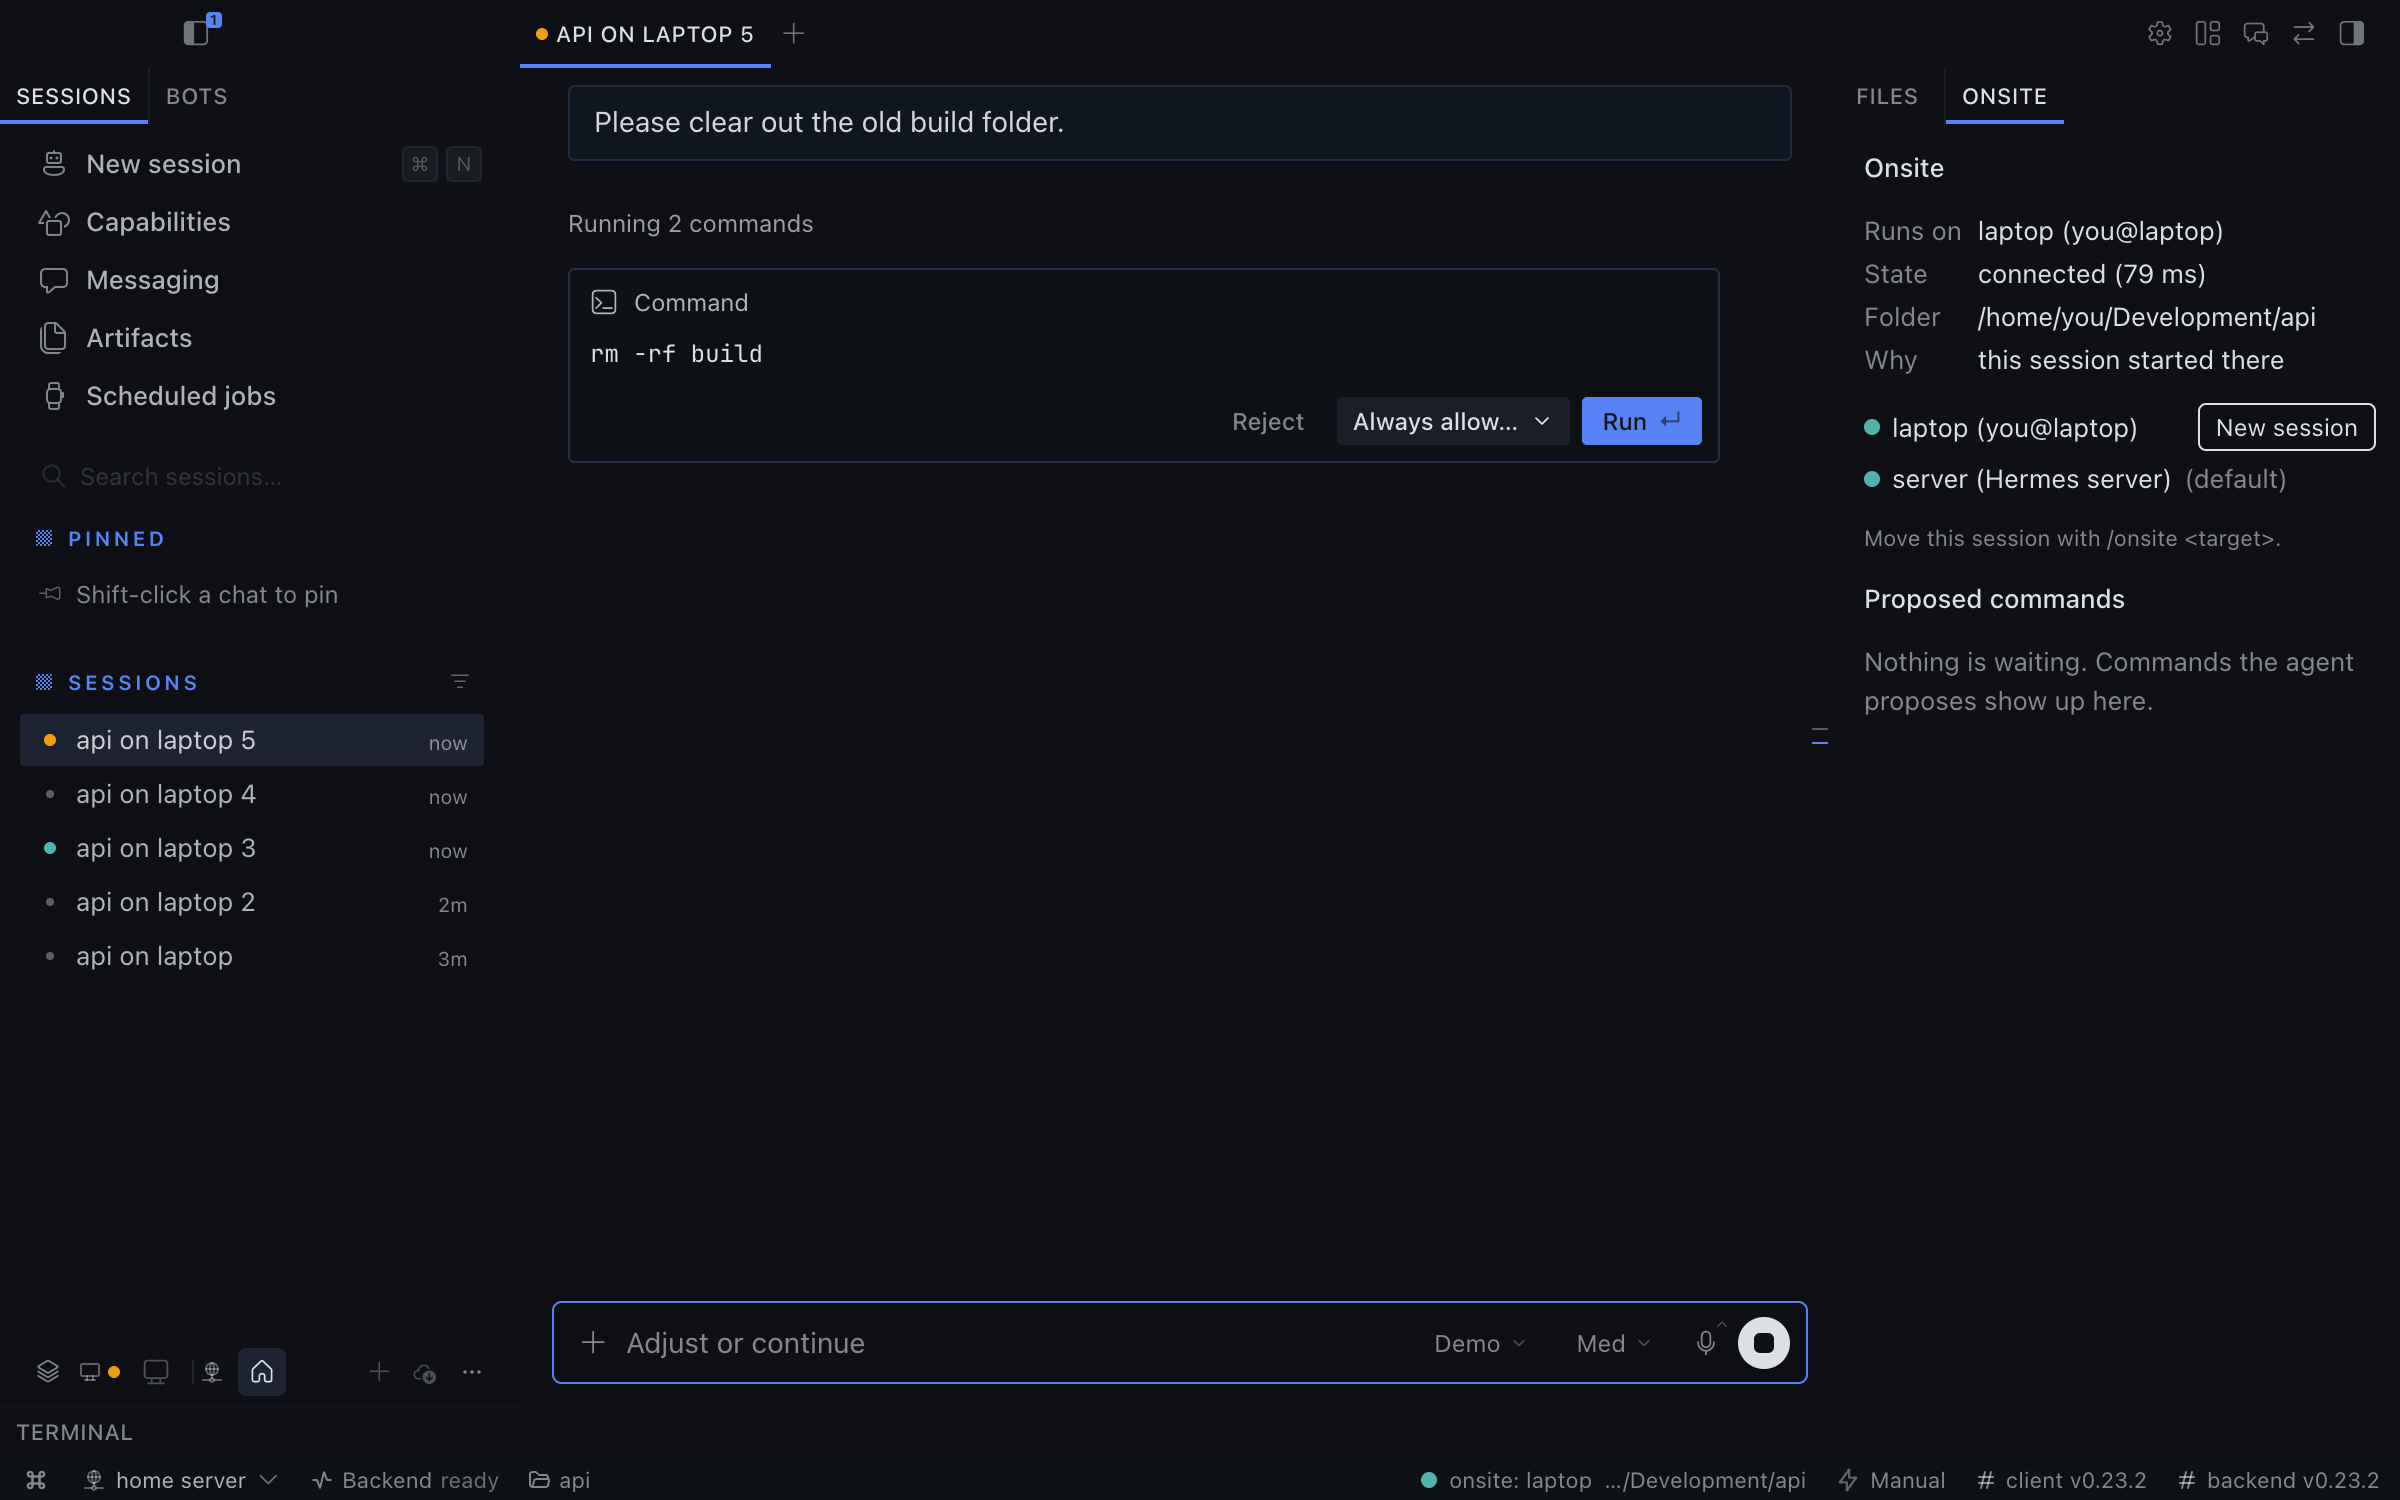 1
SESSIONS
BOTS
New session
⌘ N
Capabilities
Messaging
Artifacts
Scheduled jobs
Search sessions...
PINNED
Shift-click a chat to pin
SESSIONS
api on laptop 5 now
api on laptop 4 now
api on laptop 3 now
api on laptop 2 2m
api on laptop 3m
API ON LAPTOP 5
Please clear out the old build folder.
Running 2 commands
Command
rm -rf build
Reject
Always allow...
Run
Adjust or continue
Demo
Med
FILES
ONSITE
Onsite
Runs on laptop (you@laptop)
State connected (79 ms)
Folder /home/you/Development/api
Why this session started there
laptop (you@laptop)
New session
server (Hermes server) (default)
Move this session with /onsite <target>.
Proposed commands
Nothing is waiting. Commands the agent
proposes show up here.
TERMINAL
⌘ home server
Backend ready
api
onsite: laptop .../Development/api
Manual
# client v0.23.2
# backend v0.23.2